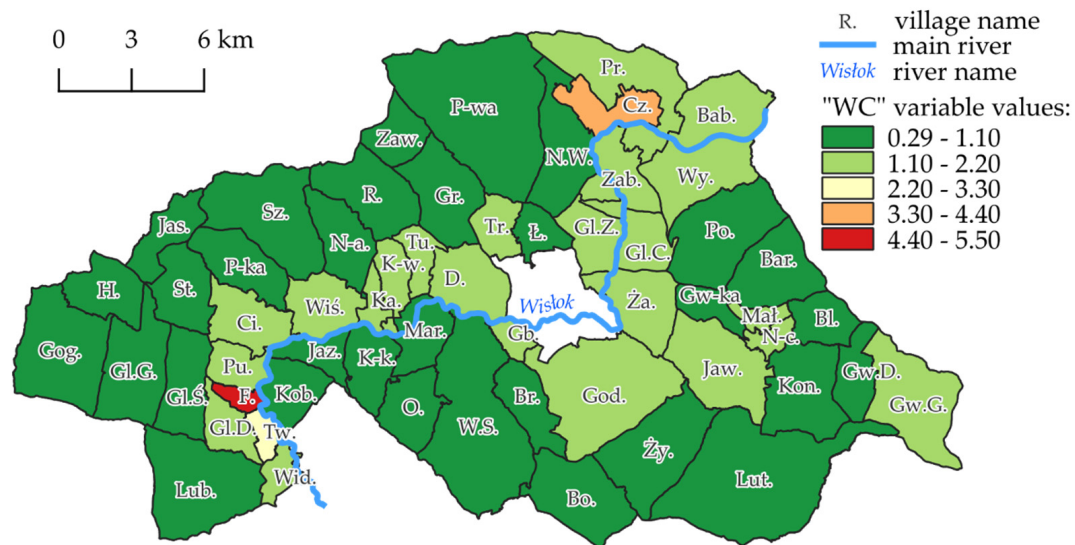 0 3 6 km
R. village name
main river
Wisłok river name
"WC" variable values:
0.29 - 1.10
1.10 - 2.20
2.20 - 3.30
3.30 - 4.40
4.40 - 5.50
Pr.
P-wa
Cz.
Bab.
Zaw.
N.W.
R.
Gr.
Zab.
Wy.
Sz.
Jas.
N-a.
Tu.
Tr.
Ł.
Gl.Z.
Gl.C.
Po.
P-ka
K-w.
D.
Bar.
H.
St.
Wiś.
Ka.
Wisłok
Ża.
Gw-ka
Ci.
Mar.
Gb.
Mał.
N-c.
Bl.
Gog.
Gl.G.
Pu.
Jaz.
K-k.
Jaw.
Gw.D.
Gl.Ś.
F.
Kob.
O.
Br.
God.
Kon.
Gw.G.
Gl.D.
Tw.
W.S.
Ży.
Lub.
Wid.
Bo.
Lut.